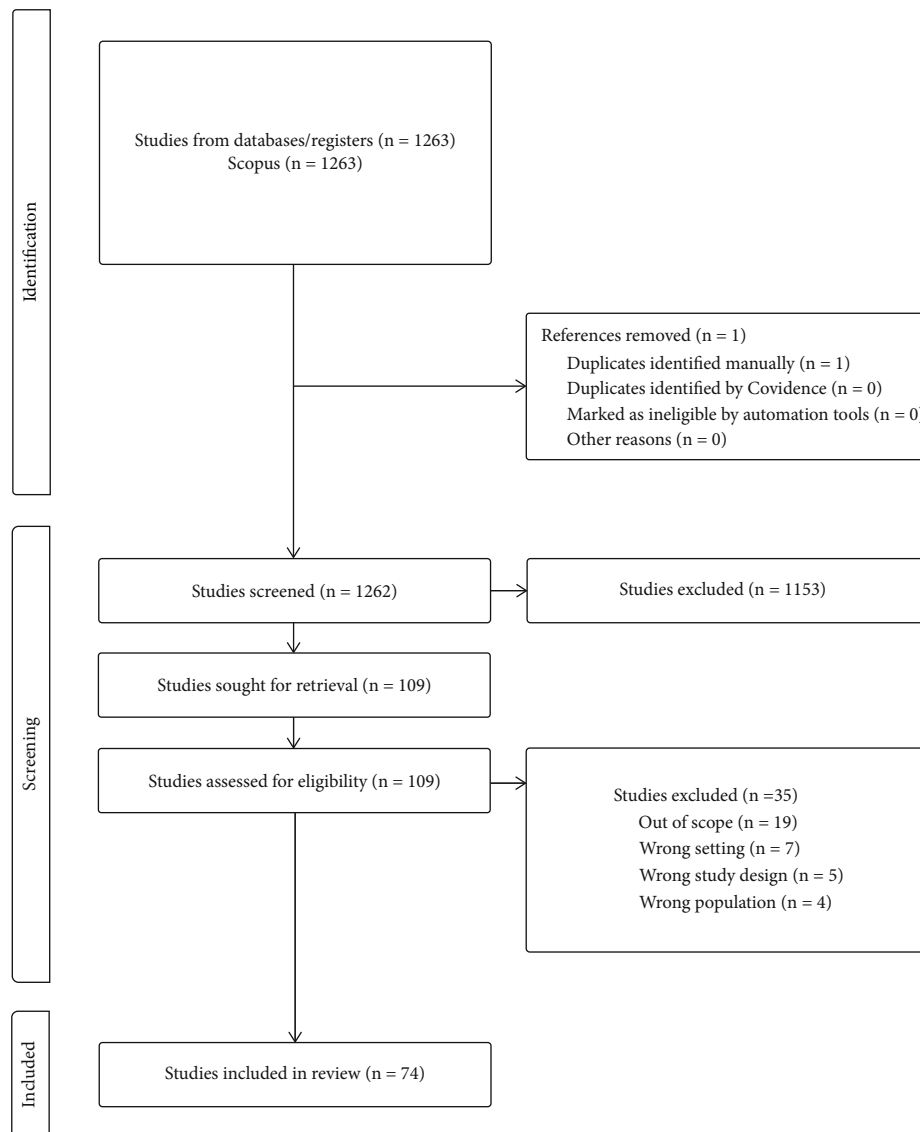 Identification
Studies from databases/registers (n = 1263)
Scopus (n = 1263)
References removed (n = 1)
Duplicates identified manually (n = 1)
Duplicates identified by Covidence (n = 0)
Marked as ineligible by automation tools (n = 0)
Other reasons (n = 0)
Screening
Studies screened (n = 1262)
Studies excluded (n = 1153)
Studies sought for retrieval (n = 109)
Studies assessed for eligibility (n = 109)
Studies excluded (n =35)
Out of scope (n = 19)
Wrong setting (n = 7)
Wrong study design (n = 5)
Wrong population (n = 4)
Included
Studies included in review (n = 74)